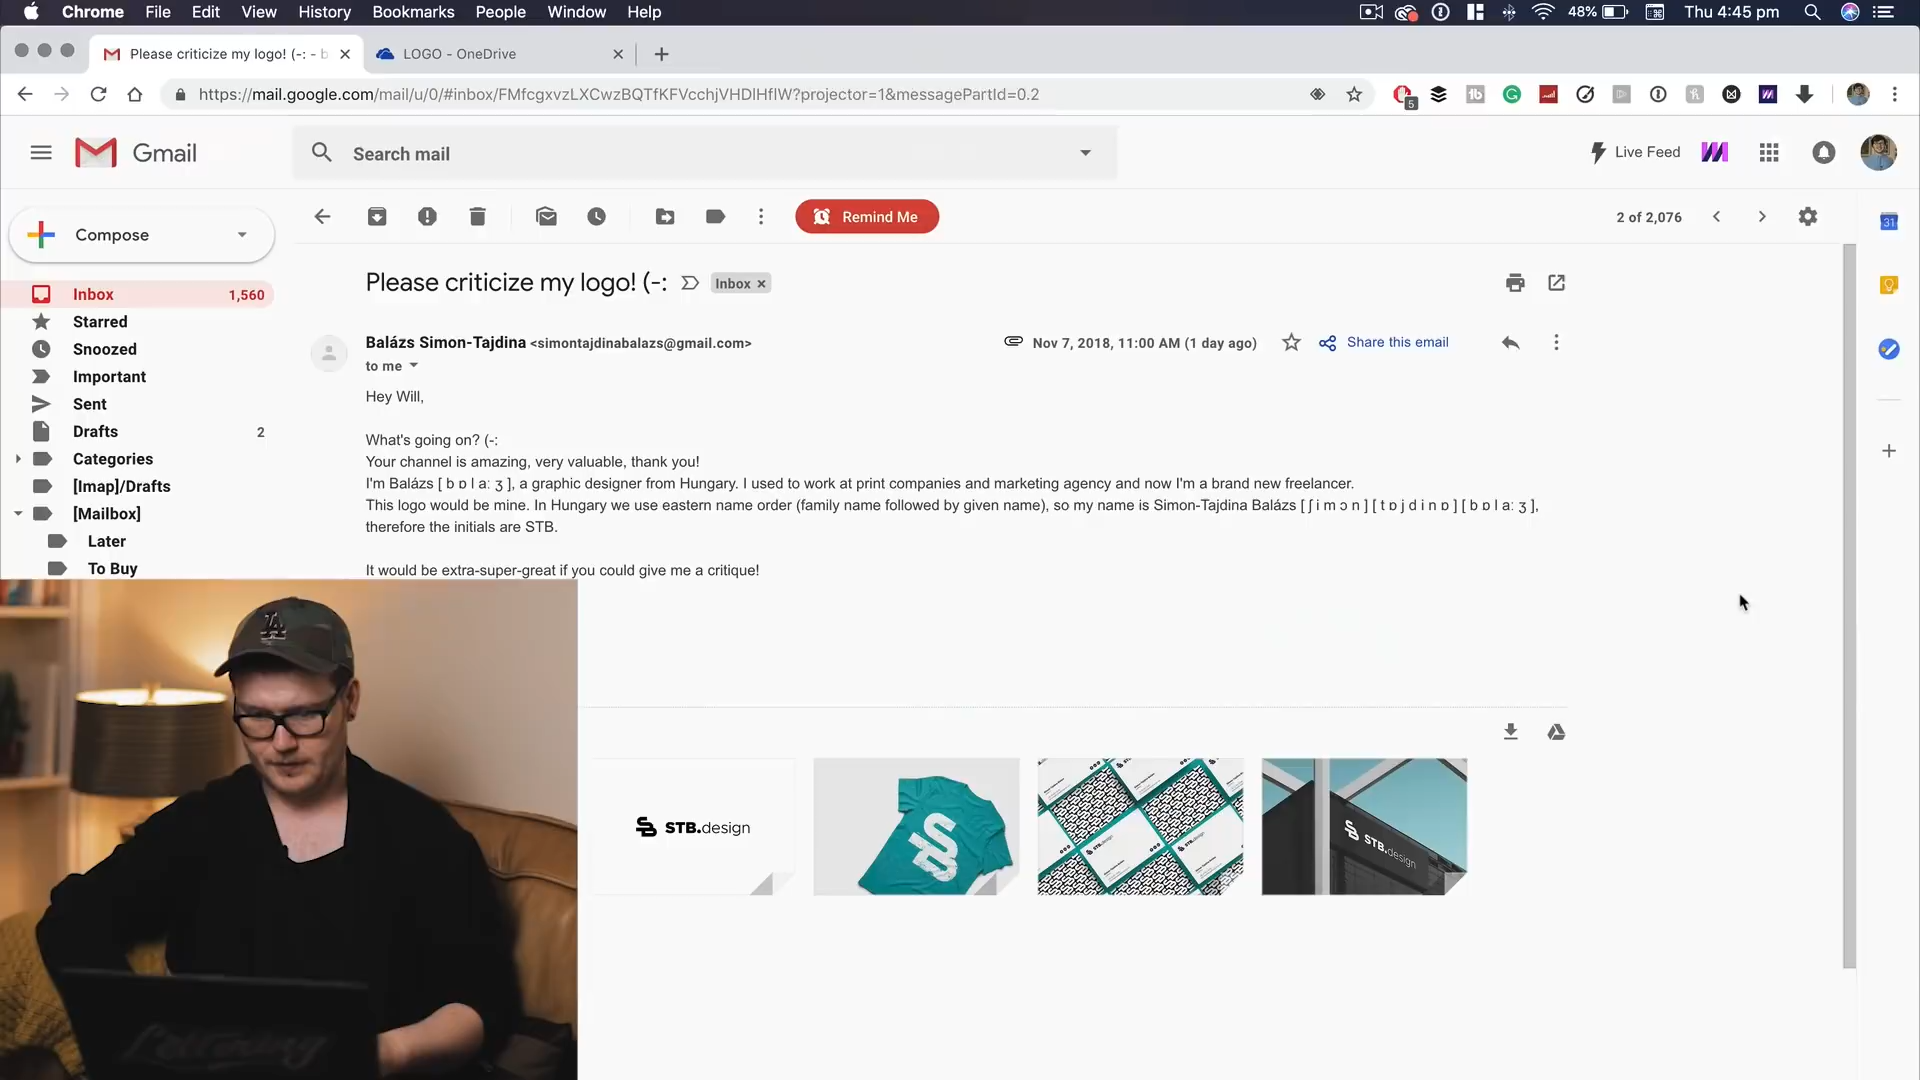 Chrome File Edit View History Bookmarks People Window Help 48% Thu 4:45 pm
Please criticize my logo! (-: - b LOGO - OneDrive
https://mail.google.com/mail/u/0/#inbox/FMfcgxvzLXCwzBQTfKFVcchjVHDlHflW?projector=1&messagePartId=0.2 5
Gmail Search mail Live Feed
Compose Remind Me 2 of 2,076 31
Please criticize my logo! (-: Inbox x
Inbox 1,560
Starred
Snoozed
Important
Sent
Drafts 2
Categories
[Imap]/Drafts
[Mailbox]
Later
To Buy
Balázs Simon-Tajdina <simontajdinabalazs@gmail.com> Nov 7, 2018, 11:00 AM (1 day ago) Share this email
to me
Hey Will,
What's going on? (-:
Your channel is amazing, very valuable, thank you!
I'm Balázs [ b ɒ l aː ʒ ], a graphic designer from Hungary. I used to work at print companies and marketing agency and now I'm a brand new freelancer.
This logo would be mine. In Hungary we use eastern name order (family name followed by given name), so my name is Simon-Tajdina Balázs [ ʃ i m ɔ n ] [ t ɒ j d i n ɒ ] [ b ɒ l aː ʒ ],
therefore the initials are STB.
It would be extra-super-great if you could give me a critique!
STB.design
STB.design
STB.design
STB.design
LA